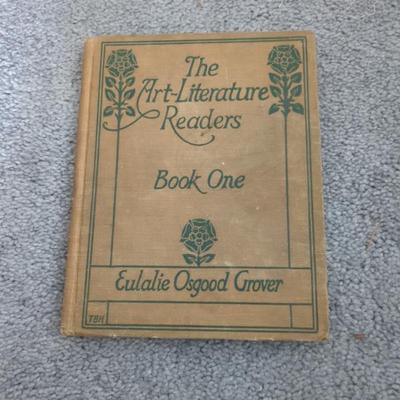 The
Art-Literature
Readers
Book One
Eulalie Osgood Grover
TBH